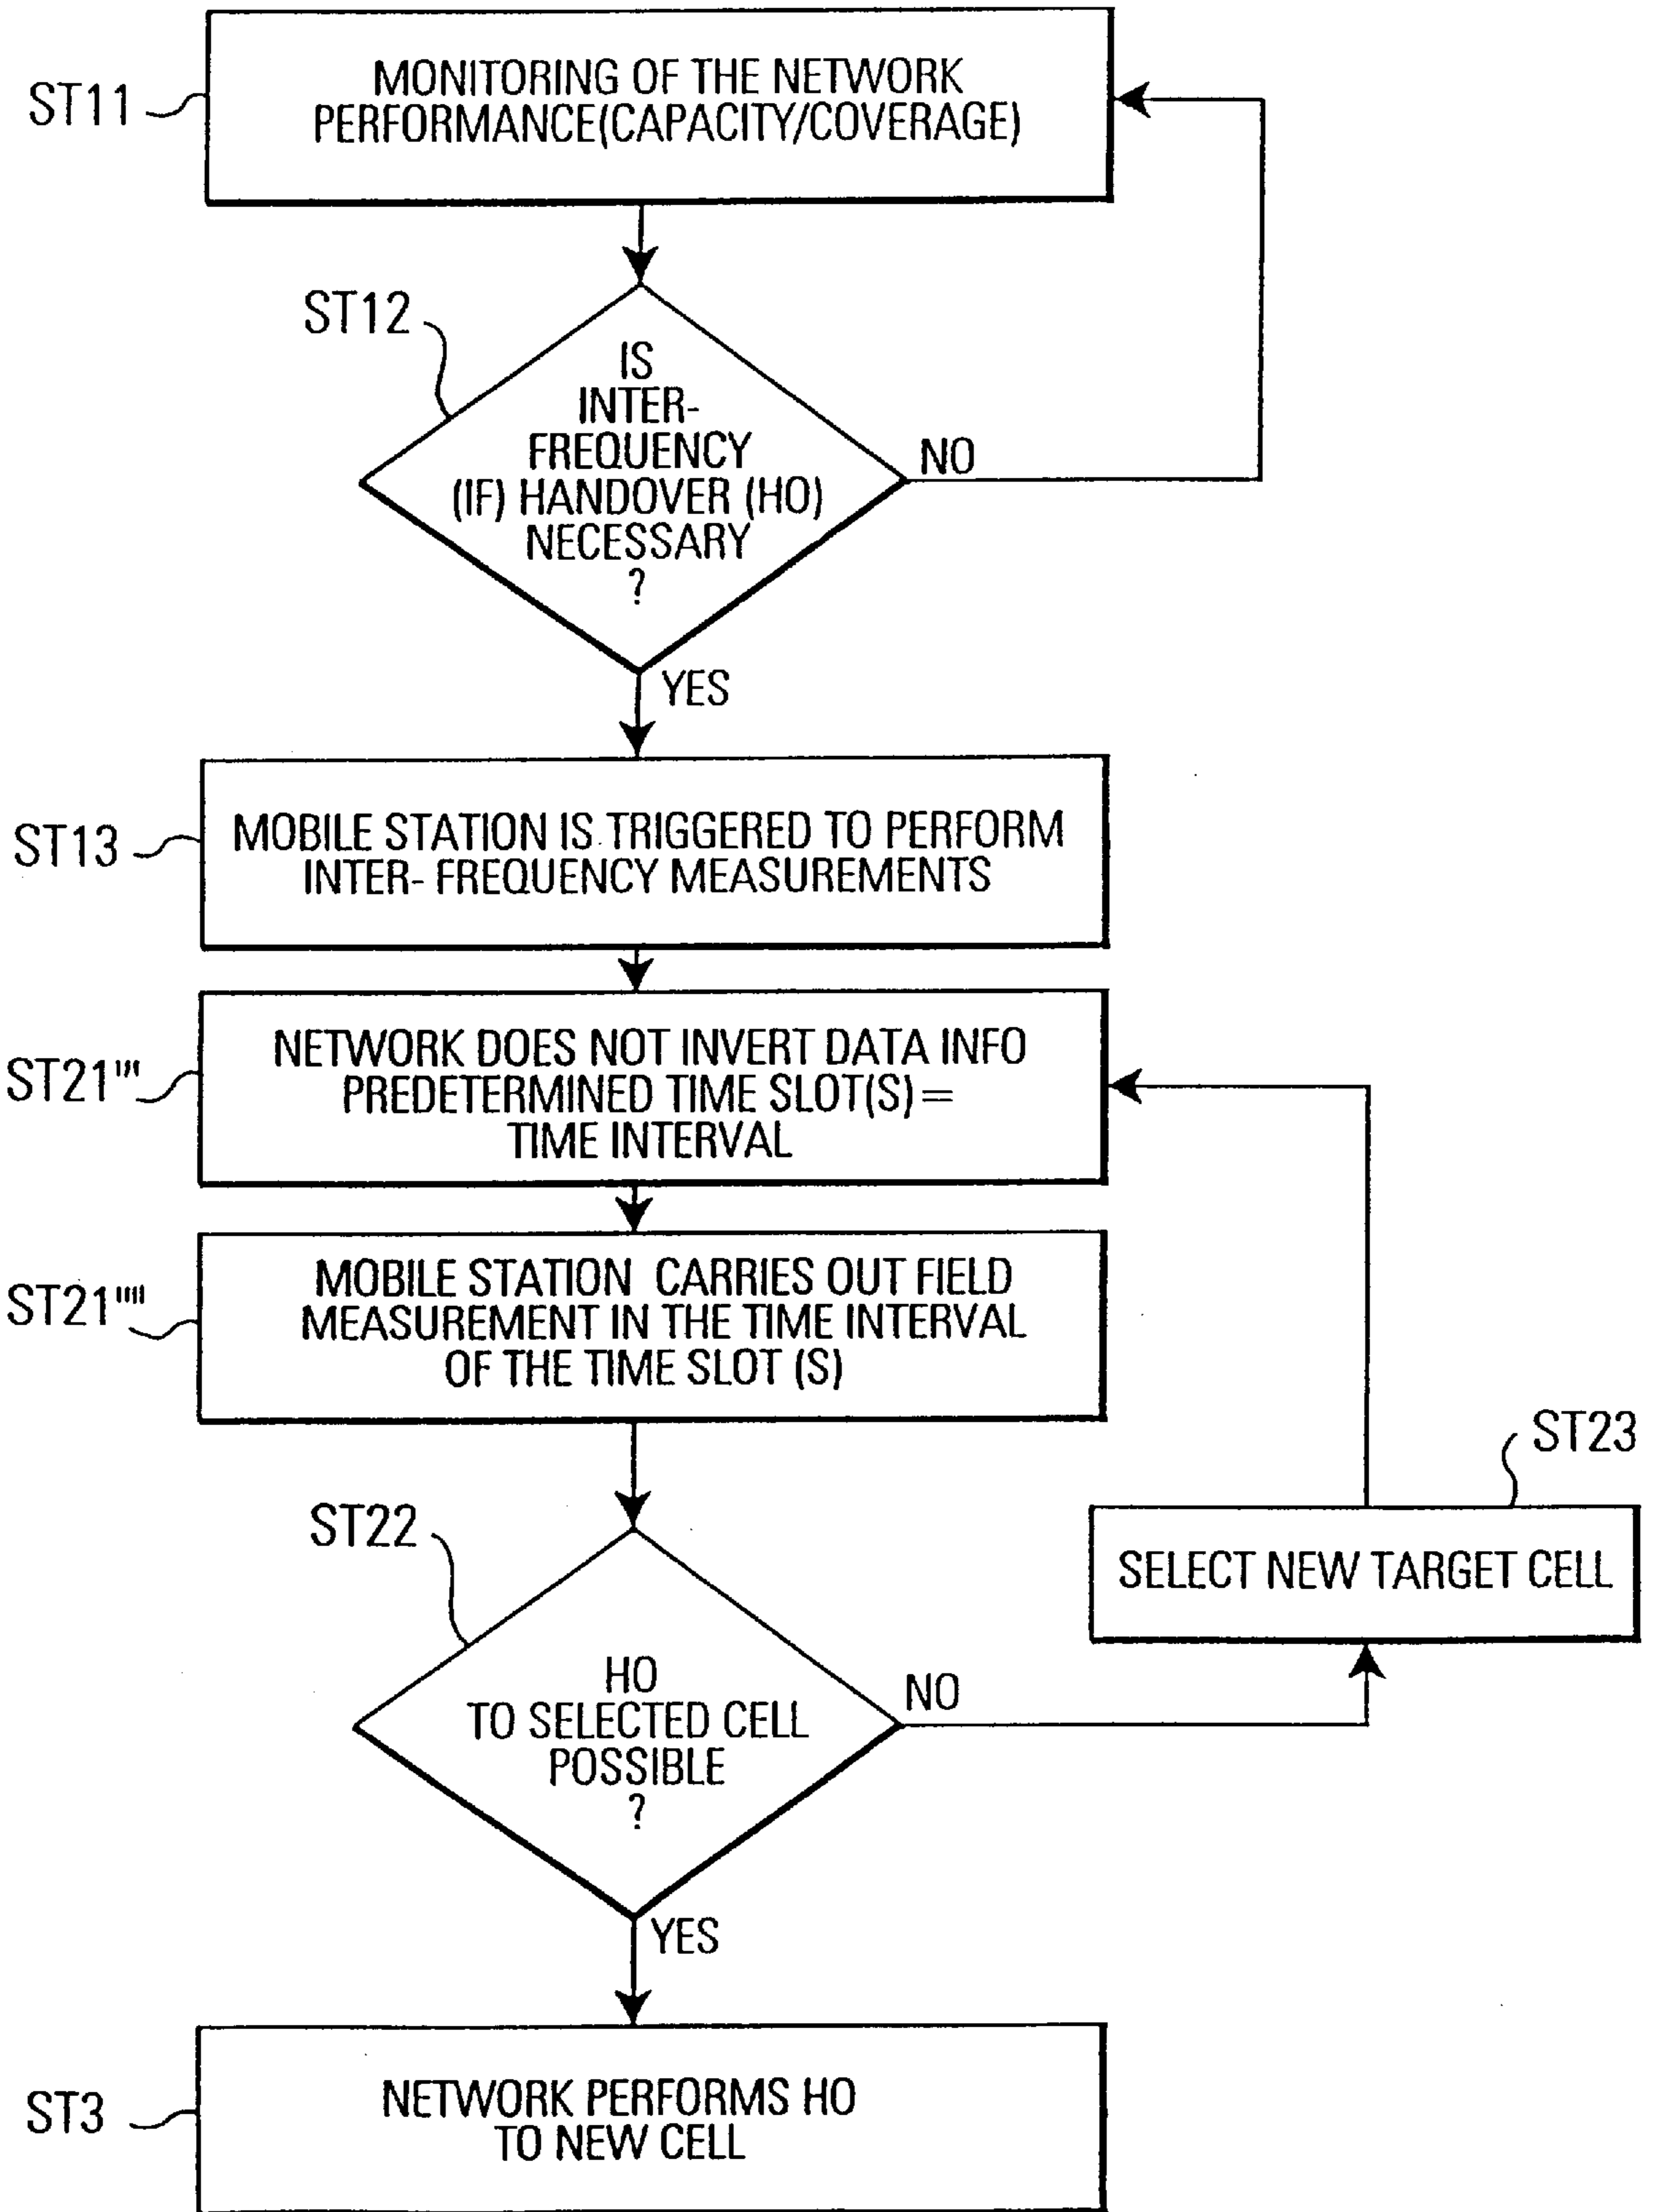 ST11
MONITORING OF THE NETWORK
PERFORMANCE(CAPACITY/COVERAGE)
ST12
IS
INTER-
FREQUENCY
(IF) HANDOVER (HO)
NECESSARY
?
NO
YES
ST13
MOBILE STATION IS TRIGGERED TO PERFORM
INTER- FREQUENCY MEASUREMENTS
ST21'''
NETWORK DOES NOT INVERT DATA INFO
PREDETERMINED TIME SLOT(S)=
TIME INTERVAL
ST21''''
MOBILE STATION CARRIES OUT FIELD
MEASUREMENT IN THE TIME INTERVAL
OF THE TIME SLOT (S)
ST22
HO
TO SELECTED CELL
POSSIBLE
?
NO
ST23
SELECT NEW TARGET CELL
YES
ST3
NETWORK PERFORMS HO
TO NEW CELL